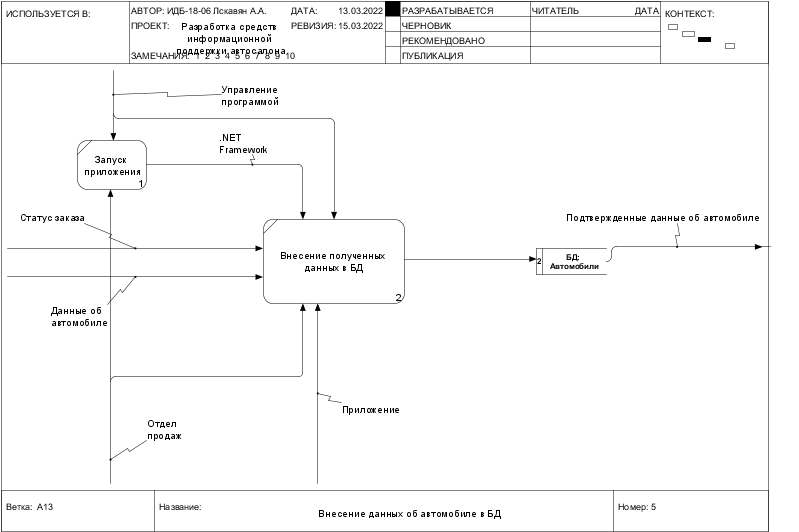 ИСПОЛЬЗУЕТСЯ В:
АВТОР: ИДБ-18-06 Лскавян А.А.
ДАТА: 13.03.2022
ПРОЕКТ: Разработка средств
информационной
поддержки автосалона
РЕВИЗИЯ: 15.03.2022
ЗАМЕЧАНИЯ: 1 2 3 4 5 6 7 8 9 10
РАЗРАБАТЫВАЕТСЯ
ЧЕРНОВИК
РЕКОМЕНДОВАНО
ПУБЛИКАЦИЯ
ЧИТАТЕЛЬ
ДАТА
КОНТЕКСТ:
Управление
программой
.NET
Framework
Запуск
приложения
1
Статус заказа
Подтвержденные данные об автомобиле
Внесение полученных
данных в БД
2
2
БД:
Автомобили
Данные об
автомобиле
Приложение
Отдел
продаж
Ветка: А13
Название:
Внесение данных об автомобиле в БД
Номер: 5